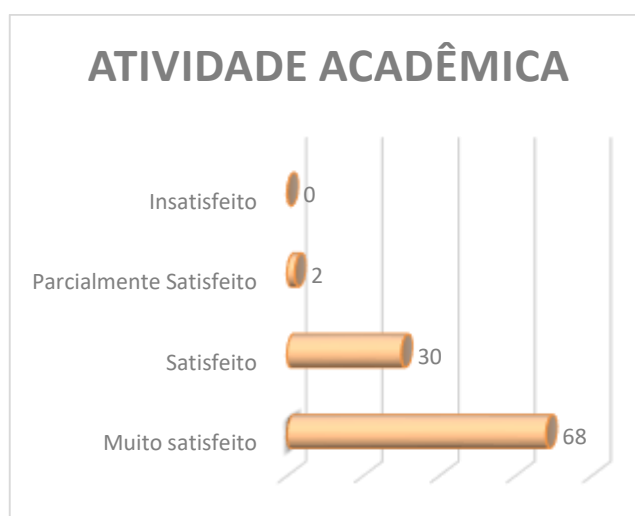 ATIVIDADE ACADÊMICA
Insatisfeito 0
Parcialmente Satisfeito 2
Satisfeito 30
Muito satisfeito 68